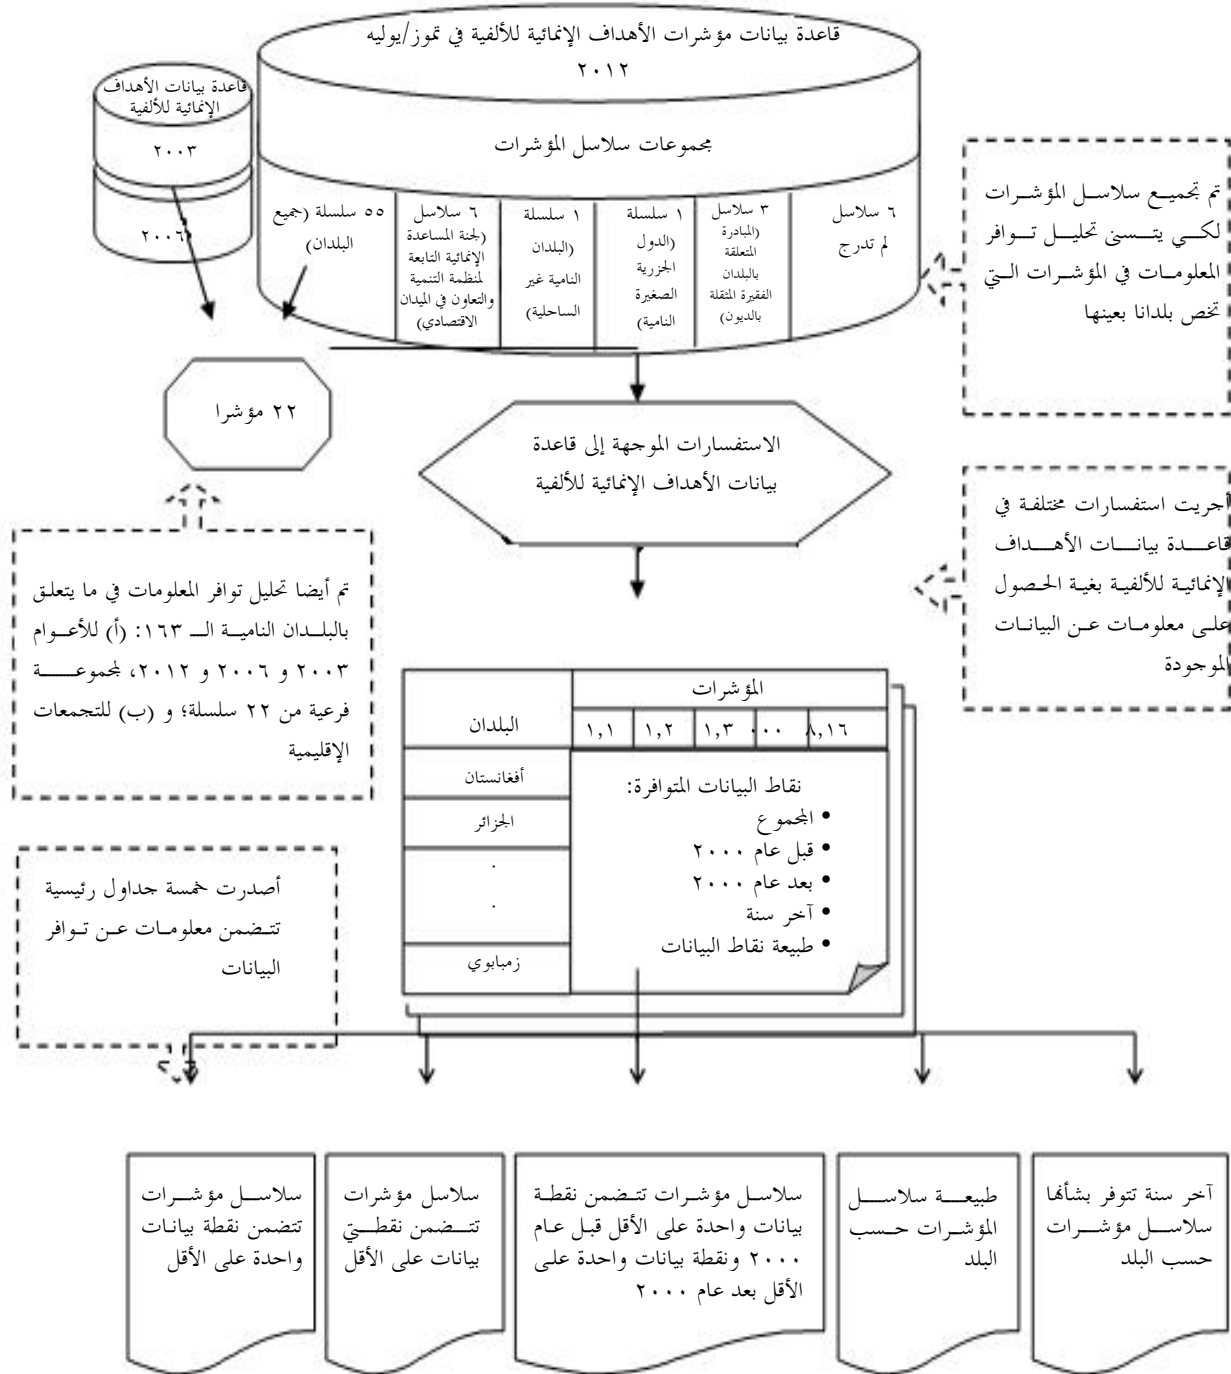 قاعدة بيانات مؤشرات الأهداف الإنمائية للألفية في تموز/يوليه
٢٠١٢
قاعدة بيانات الأهداف
الإنمائية للألفية
٢٠٠٣
٢٠٠٦
مجموعات سلاسل المؤشرات
٦ سلاسل
لم تدرج
٣ سلاسل
(المبادرة
المتعلقة
بالبلدان
الفقيرة المثقلة
بالديون)
١ سلسلة
(الدول
الجزرية
الصغيرة
النامية)
١ سلسلة
(البلدان
النامية غير
الساحلية)
٦ سلاسل
(لجنة المساعدة
الإنمائية التابعة
لمنظمة التنمية
والتعاون في الميدان
الاقتصادي)
٥٥ سلسلة (جميع
البلدان)
تم تجميع سلاسل المؤشرات
لكي يتسنى تحليل توافر
المعلومات في المؤشرات التي
تخص بلدانا بعينها
٢٢ مؤشرا
الاستفسارات الموجهة إلى قاعدة
بيانات الأهداف الإنمائية للألفية
أجريت استفسارات مختلفة في
قاعدة بيانات الأهداف
الإنمائية للألفية بغية الحصول
على معلومات عن البيانات
الموجودة
تم أيضا تحليل توافر المعلومات في ما يتعلق
بالبلدان النامية الـ ١٦٣: (أ) للأعوام
٢٠٠٣ و ٢٠٠٦ و ٢٠١٢، لمجموعة
فرعية من ٢٢ سلسلة؛ و (ب) للتجمعات
الإقليمية
المؤشرات
البلدان
١,١ ١,٢ ١,٣ ٠٠٠ ٨,١٦
أفغانستان
الجزائر
.
.
زمبابوي
نقاط البيانات المتوافرة:
• المجموع
• قبل عام ٢٠٠٠
• بعد عام ٢٠٠٠
• آخر سنة
• طبيعة نقاط البيانات
أصدرت خمسة جداول رئيسية
تتضمن معلومات عن توافر
البيانات
آخر سنة تتوفر بشأنها
سلاسل مؤشرات
حسب البلد
طبيعة سلاسل
المؤشرات حسب
البلد
سلاسل مؤشرات تتضمن نقطة
بيانات واحدة على الأقل قبل عام
٢٠٠٠ ونقطة بيانات واحدة على
الأقل بعد عام ٢٠٠٠
سلاسل مؤشرات
تتضمن نقطتي
بيانات على الأقل
سلاسل مؤشرات
تتضمن نقطة بيانات
واحدة على الأقل